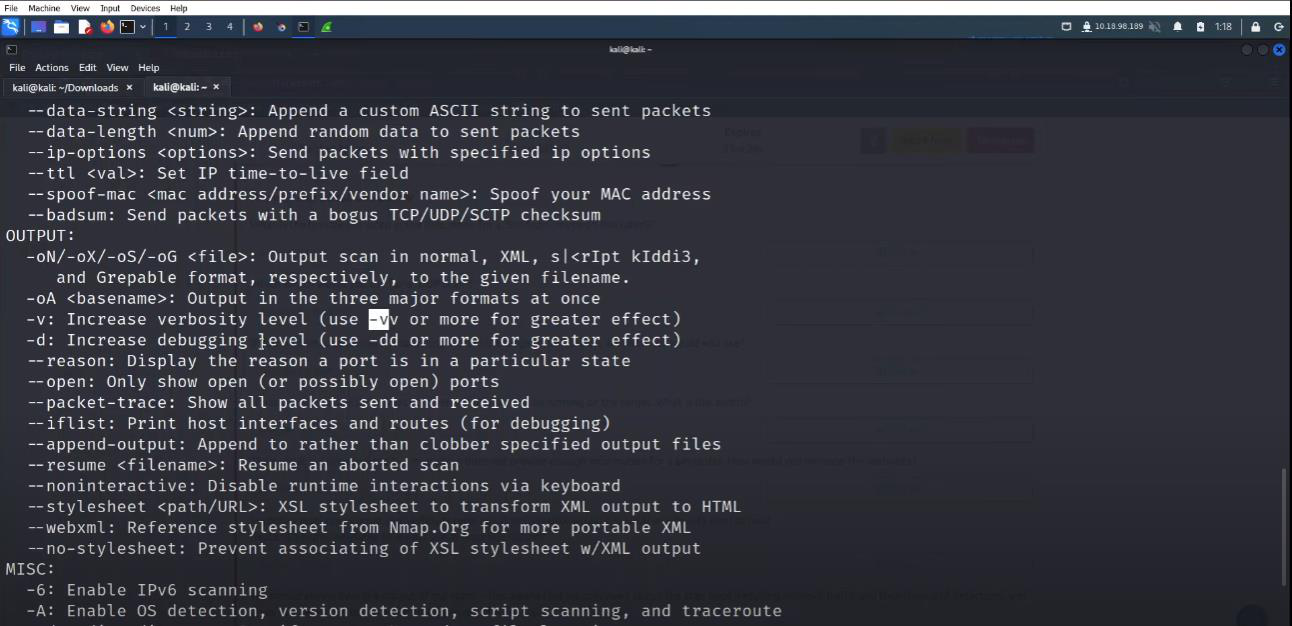 File Machine View Input Devices Help
1 2 3 4 10.18.98.189 1:18
kali@kali: ~
File Actions Edit View Help
kali@kali: ~/Downloads × kali@kali: ~ ×
--data-string <string>: Append a custom ASCII string to sent packets
--data-length <num>: Append random data to sent packets
--ip-options <options>: Send packets with specified ip options
--ttl <val>: Set IP time-to-live field
--spoof-mac <mac address/prefix/vendor name>: Spoof your MAC address
--badsum: Send packets with a bogus TCP/UDP/SCTP checksum
OUTPUT:
-oN/-oX/-oS/-oG <file>: Output scan in normal, XML, s|<rIpt kIddi3,
and Grepable format, respectively, to the given filename.
-oA <basename>: Output in the three major formats at once
-v: Increase verbosity level (use -vv or more for greater effect)
-d: Increase debugging level (use -dd or more for greater effect)
--reason: Display the reason a port is in a particular state
--open: Only show open (or possibly open) ports
--packet-trace: Show all packets sent and received
--iflist: Print host interfaces and routes (for debugging)
--append-output: Append to rather than clobber specified output files
--resume <filename>: Resume an aborted scan
--noninteractive: Disable runtime interactions via keyboard
--stylesheet <path/URL>: XSL stylesheet to transform XML output to HTML
--webxml: Reference stylesheet from Nmap.Org for more portable XML
--no-stylesheet: Prevent associating of XSL stylesheet w/XML output
MISC:
-6: Enable IPv6 scanning
-A: Enable OS detection, version detection, script scanning, and traceroute